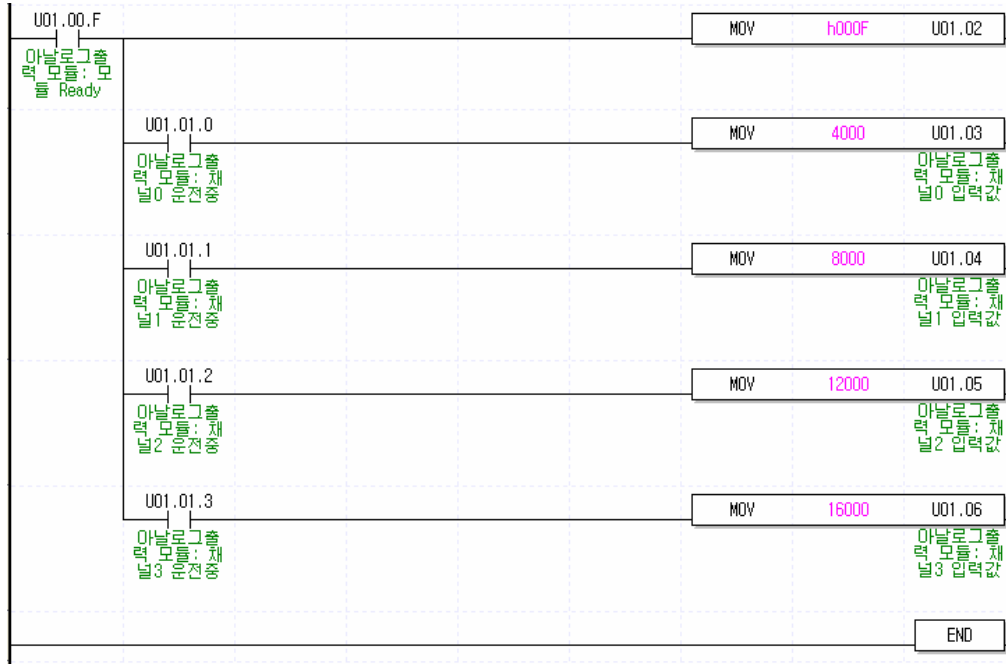 U01.00.F
MOV h000F U01.02
아날로그출
력 모듈: 모
듈 Ready
U01.01.0
MOV 4000 U01.03
아날로그출
력 모듈: 채
널0 운전중
아날로그출
력 모듈: 채
널0 입력값
U01.01.1
MOV 8000 U01.04
아날로그출
력 모듈: 채
널1 운전중
아날로그출
력 모듈: 채
널1 입력값
U01.01.2
MOV 12000 U01.05
아날로그출
력 모듈: 채
널2 운전중
아날로그출
력 모듈: 채
널2 입력값
U01.01.3
MOV 16000 U01.06
아날로그출
력 모듈: 채
널3 운전중
아날로그출
력 모듈: 채
널3 입력값
END